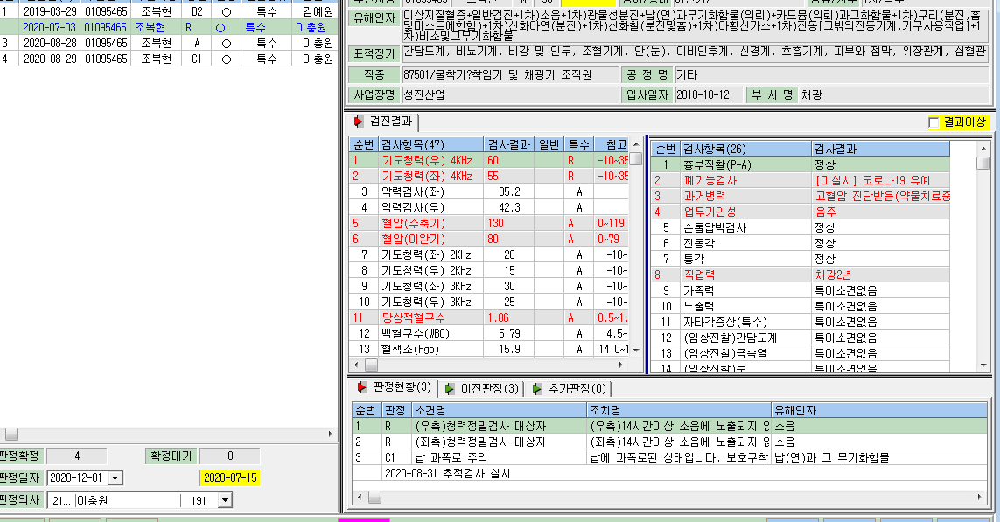 1 2019-03-29 01095465 조복현 D2 ○ 특수 김예원
2020-07-03 01095465 조복현 R ○ 특수 이충원
3 2020-08-28 01095465 조복현 A ○ 특수 이충원
4 2020-08-29 01095465 조복현 C1 ○ 특수 이충원
유해인자 이상지질혈증+일반검진+1차)소음+1차)광물성분진+납(연)과무기화합물(의뢰)+카드뮴(의뢰)과그화합물+1차)구리(분진,흄
및미스트에한함)+1차)산화아연(분진)+1차)산화철(분진및흄)+1차)아황산가스+1차)진동[그밖의진동기계,기구사용작업]+1
차)비소및그무기화합물
표적장기 간담도계, 비뇨기계, 비강 및 인두, 조혈기계, 안(눈), 이비인후계, 신경계, 호흡기계, 피부와 점막, 위장관계, 심혈관
직종 87501/굴착기?착암기 및 채광기 조작원 공 정 명 기타
사업장명 성진산업 입사일자 2018-10-12 부 서 명 채광
검진결과
결과이상
순번 검사항목(47) 검사결과 일반 특수 참고
1 기도청력(우) 4KHz 60 R -10~35
2 기도청력(좌) 4KHz 55 R -10~35
3 악력검사(좌) 35.2 A
4 악력검사(우) 42.3 A
5 혈압(수축기) 130 A 0~119
6 혈압(이완기) 80 A 0~79
7 기도청력(좌) 2KHz 20 A -10~
8 기도청력(우) 2KHz 15 A -10~
9 기도청력(좌) 3KHz 30 A -10~
10 기도청력(우) 3KHz 25 A -10~
11 망상적혈구수 1.86 A 0.5~1.
12 백혈구수(WBC) 5.79 A 4.5~
13 혈색소(Hgb) 15.9 A 14.0~1
순번 검사항목(26) 검사결과
1 흉부직촬(P-A) 정상
2 폐기능검사 [미실시] 코로나19 유예
3 과거병력 고혈압 진단받음(약물치료중
4 업무기인성 음주
5 손톱압박검사 정상
6 진동각 정상
7 통각 정상
8 직업력 채광2년
9 가족력 특이소견없음
10 노출력 특이소견없음
11 자타각증상(특수) 특이소견없음
12 (임상진찰)간담도계 특이소견없음
13 (임상진찰)금속열 특이소견없음
14 (임상진찰)눈 특이소견없음
판정현황(3) 이전판정(3) 추가판정(0)
순번 판정 소견명 조치명 유해인자
1 R (우측)청력정밀검사 대상자 (우측)14시간이상 소음에 노출되지 않 소음
2 R (좌측)청력정밀검사 대상자 (좌측)14시간이상 소음에 노출되지 않 소음
3 C1 납 과폭로 주의 납에 과폭로된 상태입니다. 보호구착 납(연)과 그 무기화합물
2020-08-31 추적검사 실시
판정확정 4 확정대기 0
판정일자 2020-12-01 2020-07-15
판정의사 21... 이충원 191